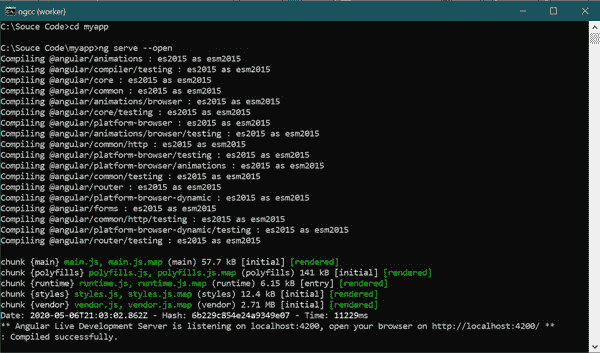 ngcc (worker)
C:\Souce Code>cd myapp
C:\Souce Code\myapp>ng serve --open
Compiling @angular/animations : es2015 as esm2015
Compiling @angular/compiler/testing : es2015 as esm2015
Compiling @angular/core : es2015 as esm2015
Compiling @angular/common : es2015 as esm2015
Compiling @angular/animations/browser : es2015 as esm2015
Compiling @angular/core/testing : es2015 as esm2015
Compiling @angular/platform-browser : es2015 as esm2015
Compiling @angular/animations/browser/testing : es2015 as esm2015
Compiling @angular/common/http : es2015 as esm2015
Compiling @angular/platform-browser/testing : es2015 as esm2015
Compiling @angular/platform-browser/animations : es2015 as esm2015
Compiling @angular/common/testing : es2015 as esm2015
Compiling @angular/router : es2015 as esm2015
Compiling @angular/platform-browser-dynamic : es2015 as esm2015
Compiling @angular/forms : es2015 as esm2015
Compiling @angular/common/http/testing : es2015 as esm2015
Compiling @angular/platform-browser-dynamic/testing : es2015 as esm2015
Compiling @angular/router/testing : es2015 as esm2015
chunk {main} main.js, main.js.map (main) 57.7 kB [initial] [rendered]
chunk {polyfills} polyfills.js, polyfills.js.map (polyfills) 141 kB [initial] [rendered]
chunk {runtime} runtime.js, runtime.js.map (runtime) 6.15 kB [entry] [rendered]
chunk {styles} styles.js, styles.js.map (styles) 12.4 kB [initial] [rendered]
chunk {vendor} vendor.js, vendor.js.map (vendor) 2.71 MB [initial] [rendered]
Date: 2020-05-06T21:03:02.862Z - Hash: 6b229c854e24a9349e07 - Time: 11229ms
** Angular Live Development Server is listening on localhost:4200, open your browser on http://localhost:4200/ **
: Compiled successfully.